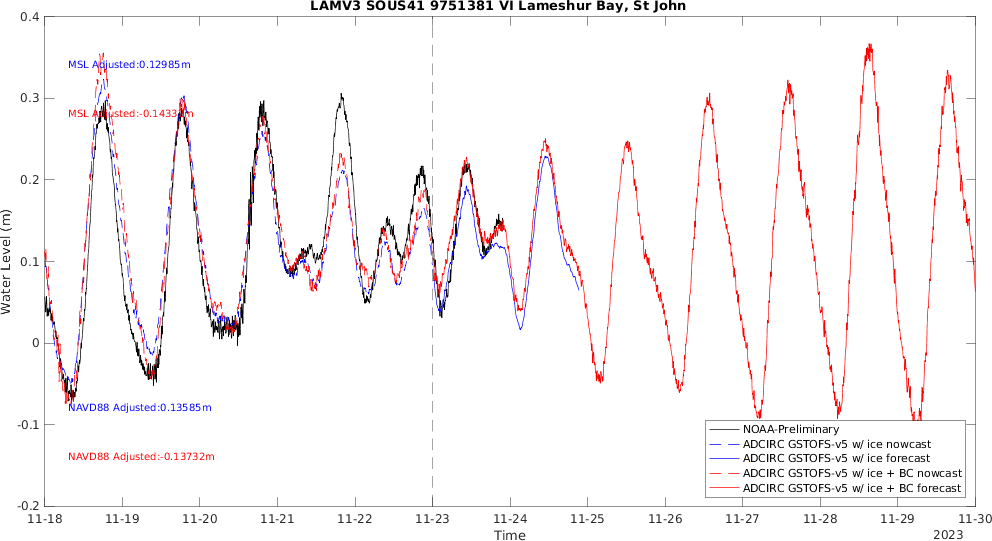 LAMV3 SOUS41 9751381 VI Lameshur Bay, St John
0.4
0.3
0.2
0.1
0
-0.1
-0.2
Water Level (m)
MSL Adjusted:0.12985m
NAVD88 Adjusted:0.13585m
NAVD88 Adjusted:-0.13732m
NOAA-Preliminary
ADCIRC GSTOFS-v5 w/ ice nowcast
ADCIRC GSTOFS-v5 w/ ice forecast
ADCIRC GSTOFS-v5 w/ ice + BC nowcast
ADCIRC GSTOFS-v5 w/ ice + BC forecast
11-18 11-19 11-20 11-21 11-22 11-23 11-24 11-25 11-26 11-27 11-28 11-29 11-30
Time
2023